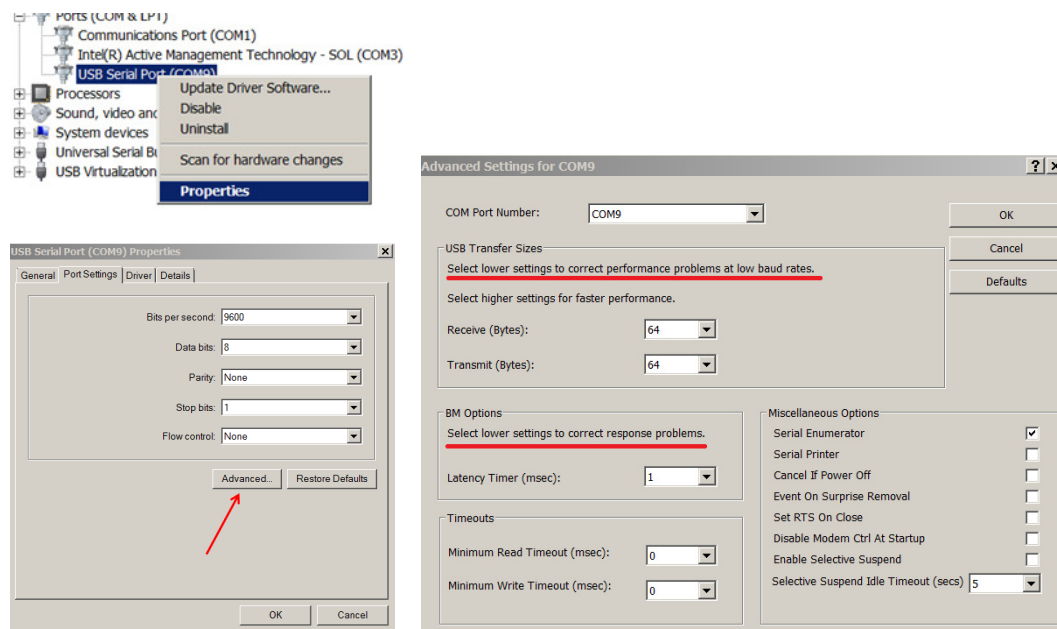 Ports (COM & LPT)
Communications Port (COM1)
Intel(R) Active Management Technology - SOL (COM3)
USB Serial Port (COM9)
Processors
Sound, video and
System devices
Universal Serial Bu
USB Virtualization
Update Driver Software...
Disable
Uninstall
Scan for hardware changes
Properties
USB Serial Port (COM9) Properties
General Port Settings Driver Details
Bits per second: 9600
Data bits: 8
Parity: None
Stop bits: 1
Flow control: None
Advanced... Restore Defaults
OK Cancel
Advanced Settings for COM9
COM Port Number: COM9
OK
Cancel
Defaults
USB Transfer Sizes
Select lower settings to correct performance problems at low baud rates.
Select higher settings for faster performance.
Receive (Bytes): 64
Transmit (Bytes): 64
BM Options
Select lower settings to correct response problems.
Latency Timer (msec): 1
Timeouts
Minimum Read Timeout (msec): 0
Minimum Write Timeout (msec): 0
Miscellaneous Options
Serial Enumerator
Serial Printer
Cancel If Power Off
Event On Surprise Removal
Set RTS On Close
Disable Modem Ctrl At Startup
Enable Selective Suspend
Selective Suspend Idle Timeout (secs) 5